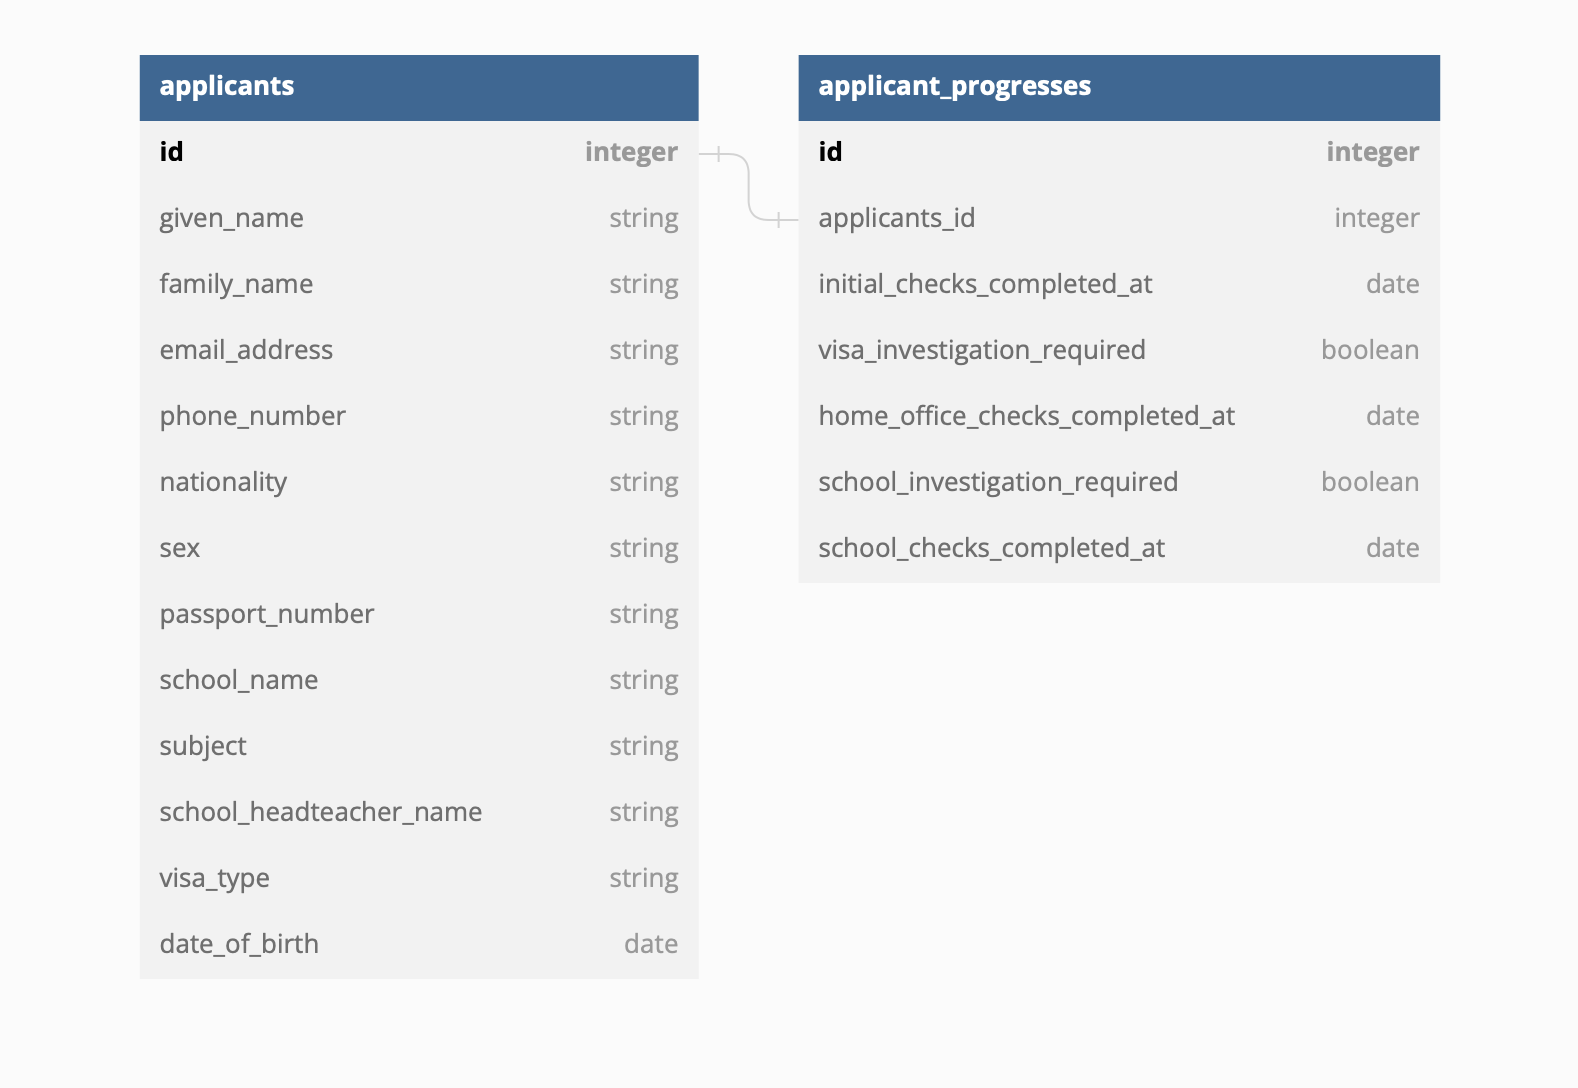 applicants
id integer
given_name string
family_name string
email_address string
phone_number string
nationality string
sex string
passport_number string
school_name string
subject string
school_headteacher_name string
visa_type string
date_of_birth date
applicant_progresses
id integer
applicants_id integer
initial_checks_completed_at date
visa_investigation_required boolean
home_office_checks_completed_at date
school_investigation_required boolean
school_checks_completed_at date